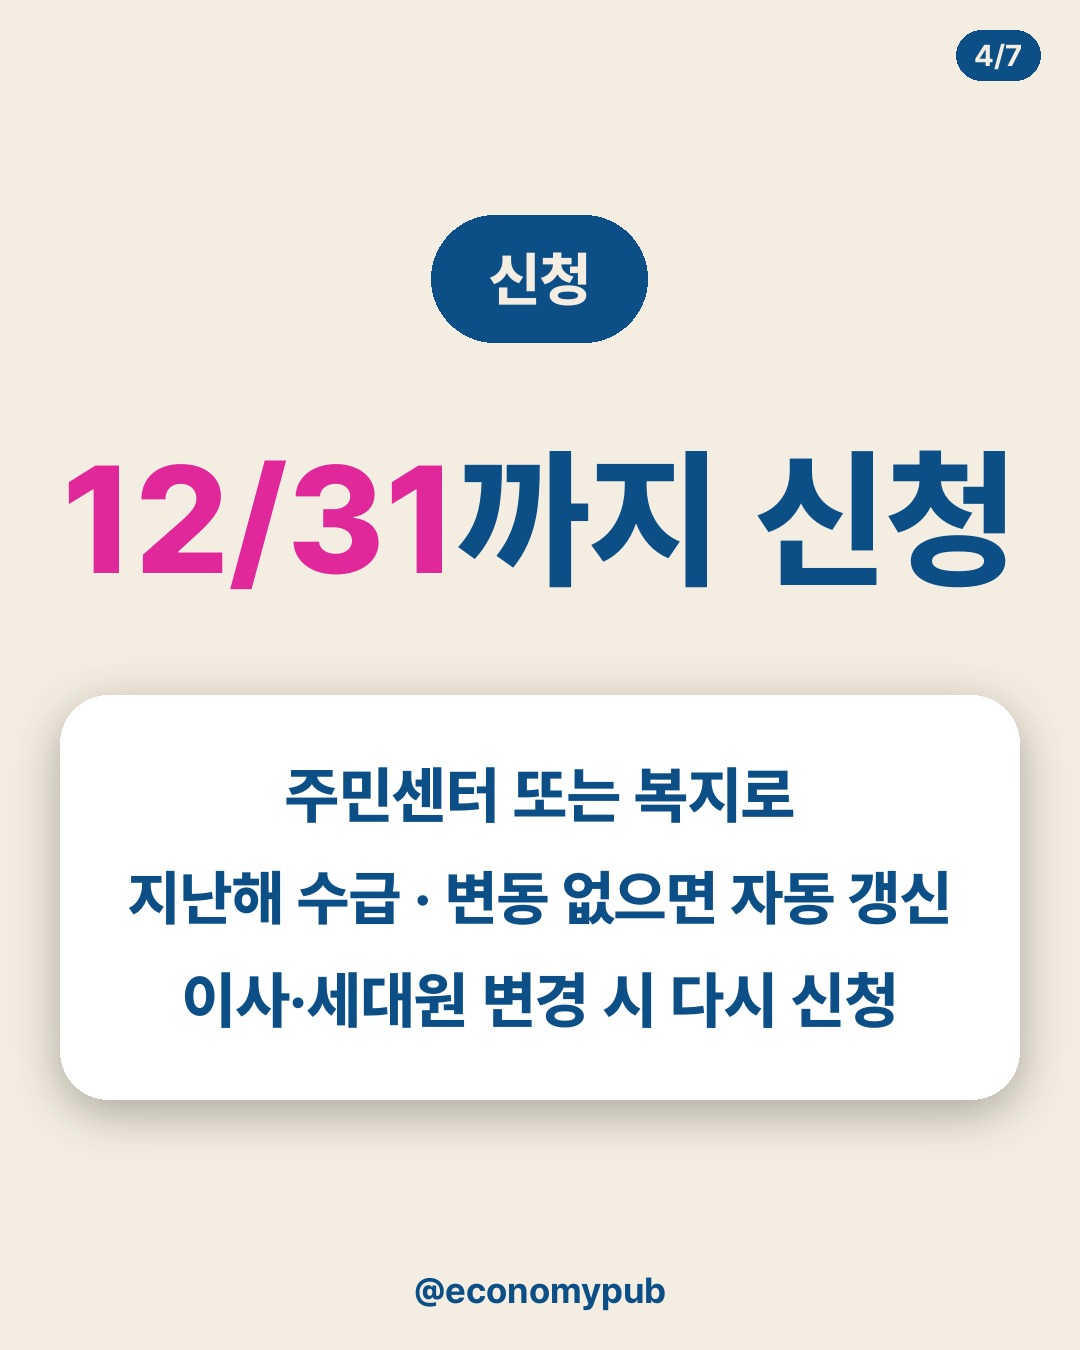 4/7
신청
12/31까지 신청
주민센터 또는 복지로
지난해 수급 · 변동 없으면 자동 갱신
이사·세대원 변경 시 다시 신청
@economypub